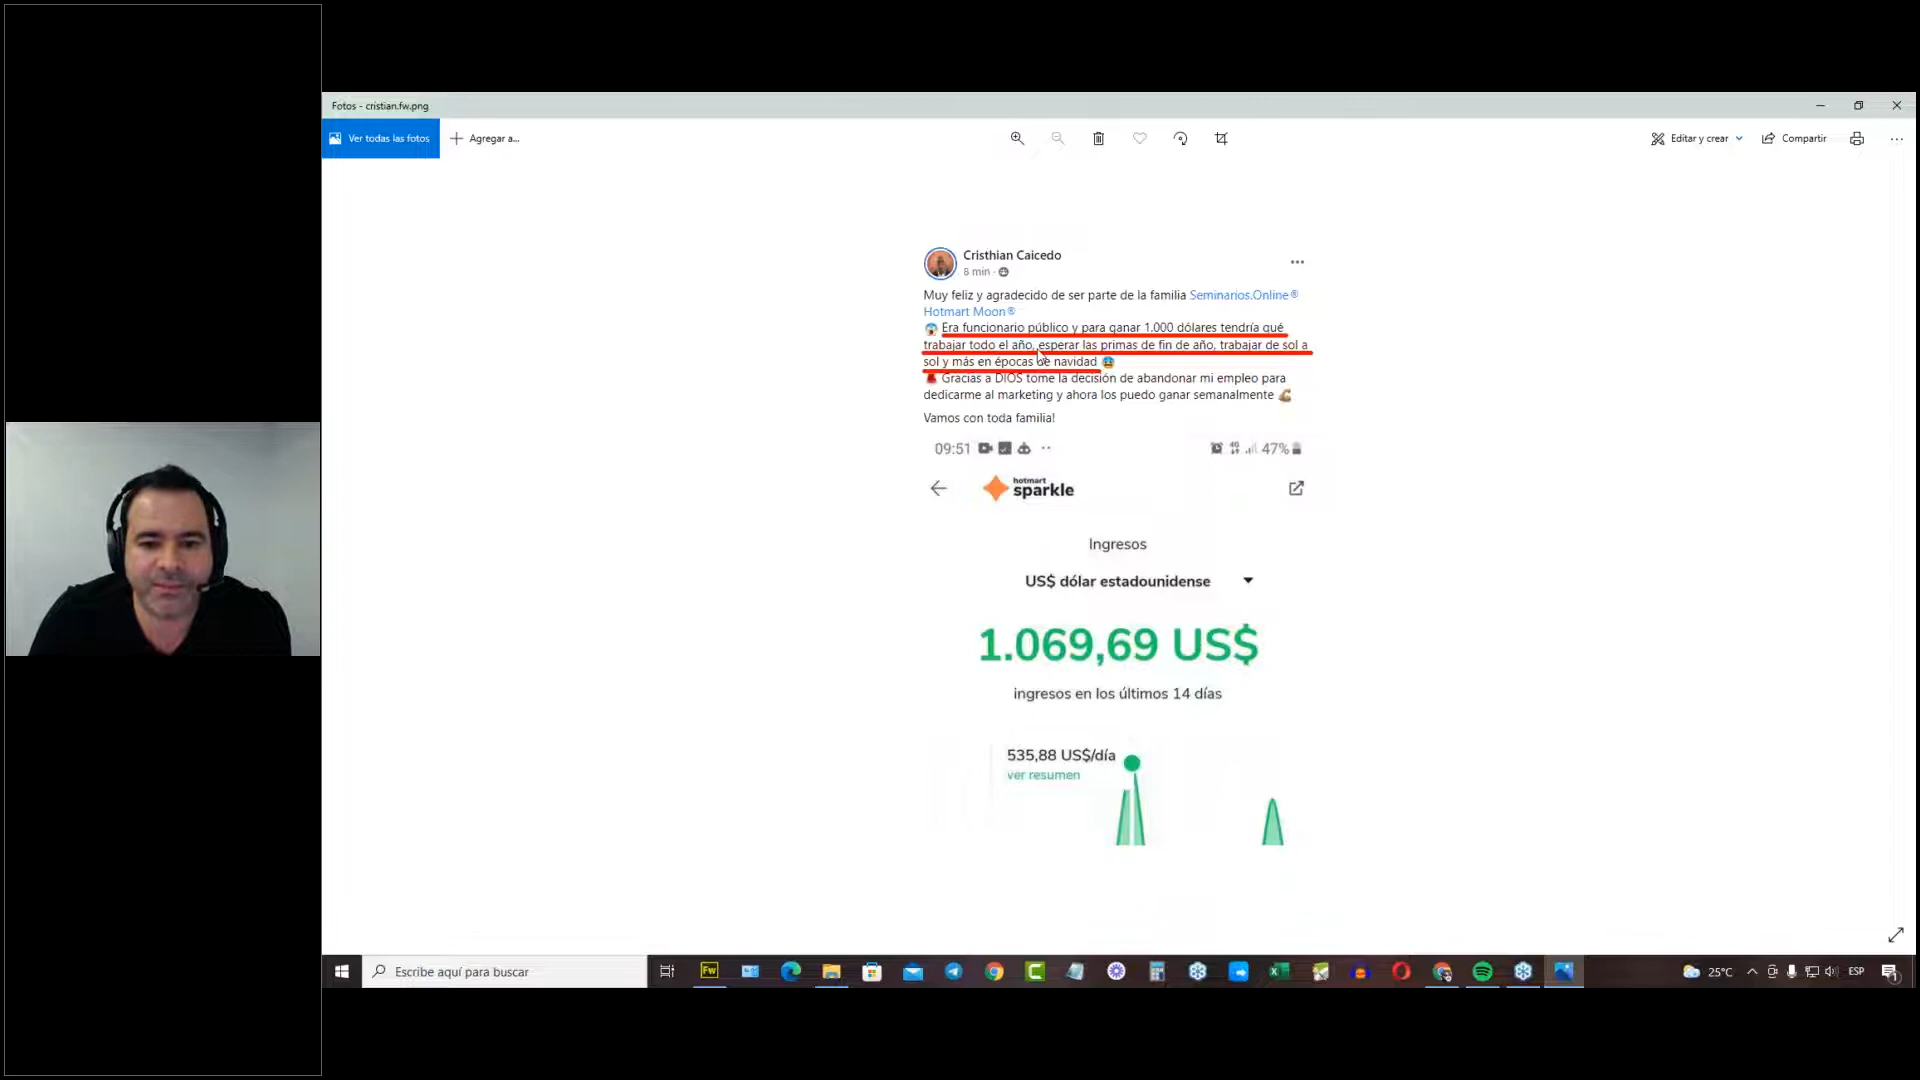 Fotos - cristian.fw.png
Ver todas las fotos
Agregar a...
Editar y crear
Compartir
Cristhian Caicedo
8 min ·
Muy feliz y agradecido de ser parte de la familia Seminarios.Online®
Hotmart Moon®
Era funcionario público y para ganar 1.000 dólares tendría qué
trabajar todo el año, esperar las primas de fin de año, trabajar de sol a
sol y más en épocas de navidad
Gracias a DIOS tome la decisión de abandonar mi empleo para
dedicarme al marketing y ahora los puedo ganar semanalmente
Vamos con toda familia!
09:51
4G 47%
hotmart
sparkle
Ingresos
US$ dólar estadounidense
1.069,69 US$
ingresos en los últimos 14 días
535,88 US$/día
ver resumen
Escribe aquí para buscar
Fw
25°C
ESP
1